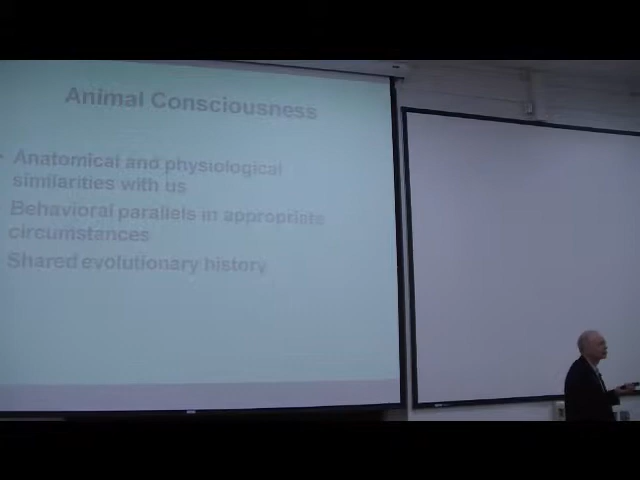 Animal Consciousness
Anatomical and physiological
similarities with us
Behavioral parallels in appropriate
circumstances
Shared evolutionary history